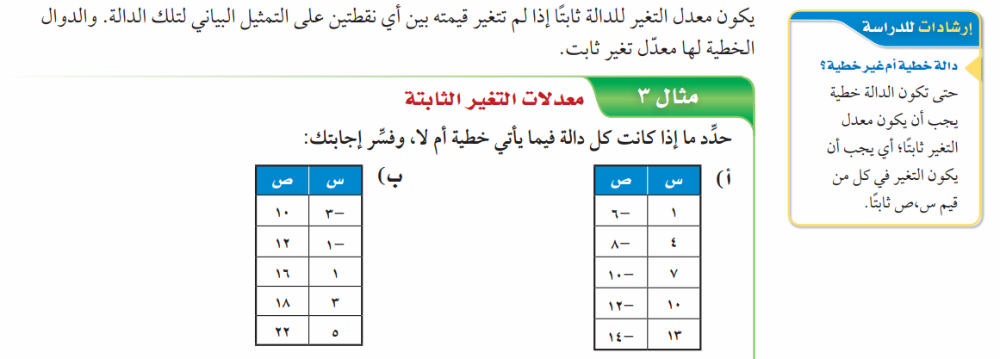 يكون معدل التغير للدالة ثابتًا إذا لم تتغير قيمته بين أي نقطتين على التمثيل البياني لتلك الدالة. والدوال
الخطية لها معدّل تغير ثابت.
إرشادات للدراسة
دالة خطية أم غير خطية؟
حتى تكون الدالة خطية
يجب أن يكون معدل
التغير ثابتًا؛ أي يجب أن
يكون التغير في كل من
قيم س،ص ثابتًا.
مثال ٣ معدلات التغير الثابتة
حدِّد ما إذا كانت كل دالة فيما يأتي خطية أم لا، وفسِّر إجابتك:
أ)
س ص
١ –٦
٤ –٨
٧ –١٠
١٠ –١٢
١٣ –١٤
ب)
س ص
–٣ ١٠
–١ ١٢
١ ١٦
٣ ١٨
٥ ٢٢